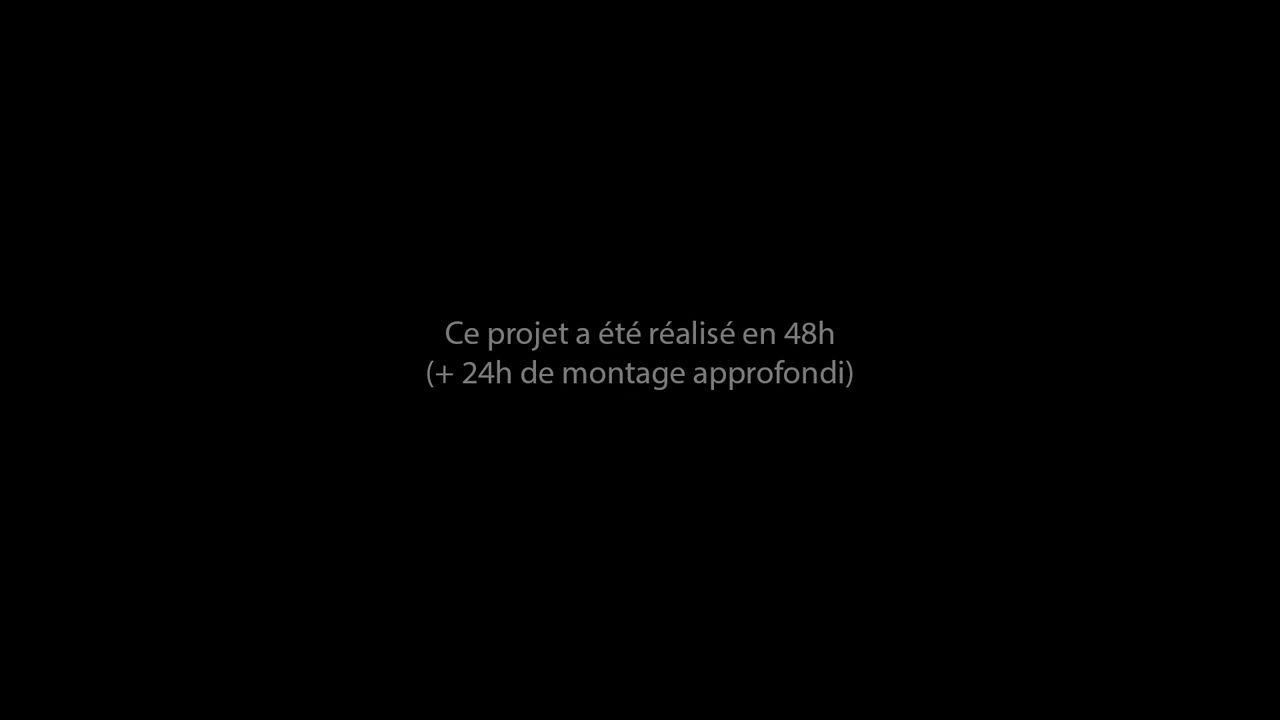 Ce projet a été réalisé en 48h
(+ 24h de montage approfondi)